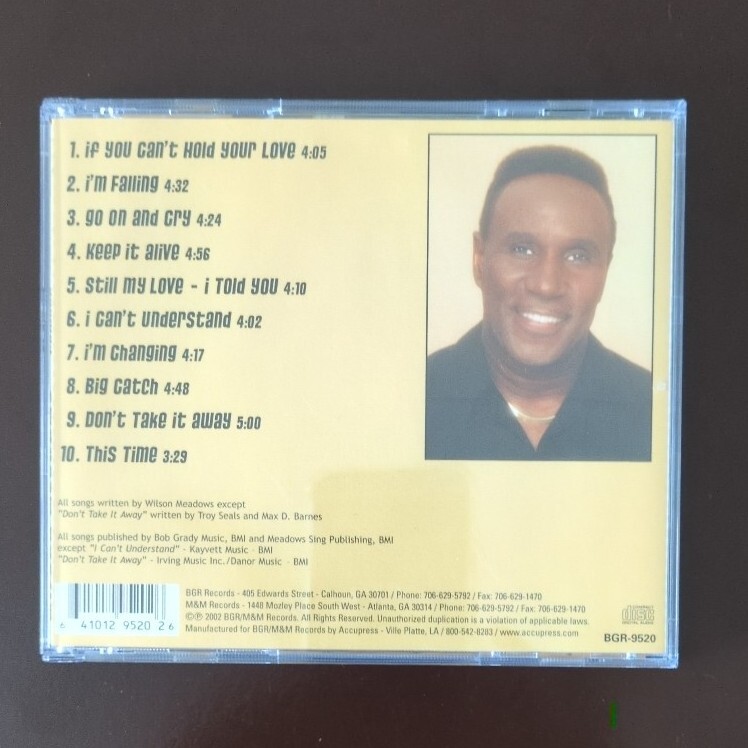 1. if you can't Hold your Love 4:05
2. i'm Falling 4:32
3. go on and cry 4:24
4. Keep it alive 4:56
5. Still my Love - i Told you 4:10
6. i can't understand 4:02
7. i'm changing 4:17
8. Big catch 4:48
9. Don't Take it away 5:00
10. This Time 3:29
All songs written by Wilson Meadows except
"Don't Take It Away" written by Troy Seals and Max D. Barnes
All songs published by Bob Grady Music, BMI and Meadows Sing Publishing, BMI
except "I Can't Understand" - Kayvett Music - BMI
"Don't Take It Away" - Irving Music Inc./Danor Music - BMI
BGR Records - 405 Edwards Street - Calhoun, GA 30701 / Phone: 706-629-5792 / Fax: 706-629-1470
M&M Records - 1448 Mozley Place South West - Atlanta, GA 30314 / Phone: 706-629-5792 / Fax: 706-629-1470
©℗ 2002 BGR/M&M Records. All Rights Reserved. Unauthorized duplication is a violation of applicable laws.
Manufactured for BGR/M&M Records by Accupress - Ville Platte, LA / 800-542-6283 / www.accupress.com
6 41012 9520 2 6
COMPACT
disc
DIGITAL AUDIO
BGR-9520